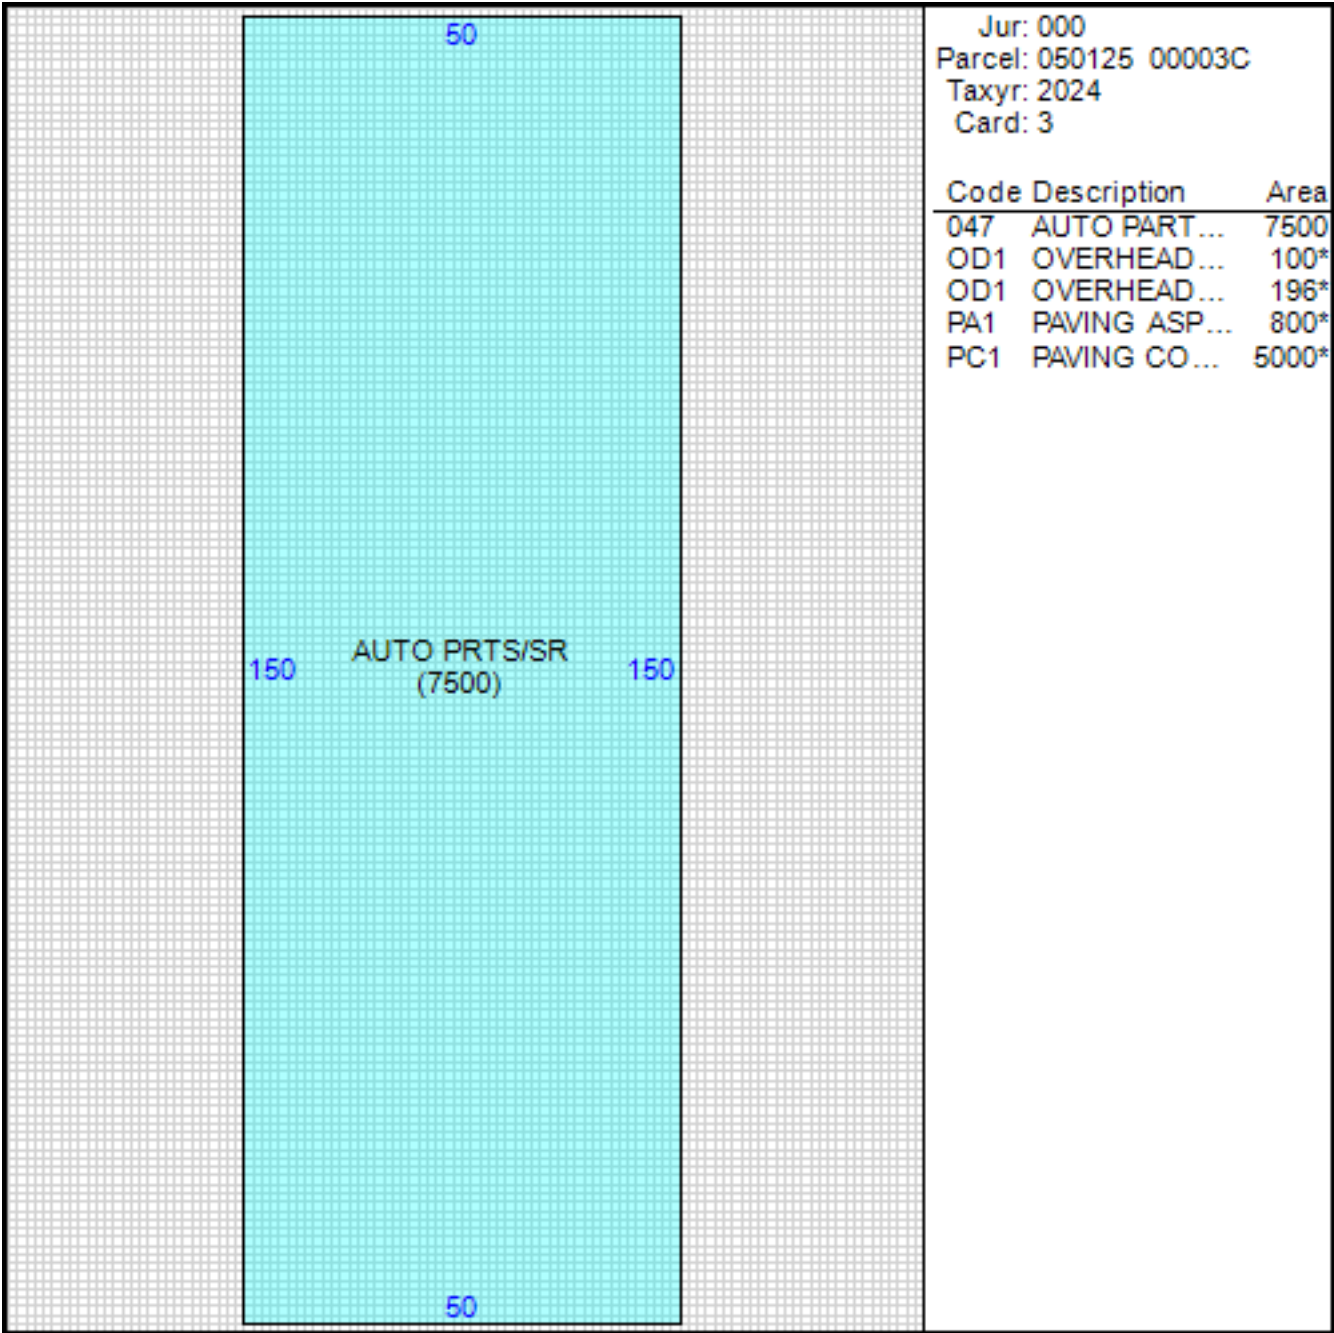 50
AUTO PRTS/SR
(7500)
150
150
50
Jur: 000
Parcel: 050125 00003C
Taxyr: 2024
Card: 3
Code Description Area
047 AUTO PART... 7500
OD1 OVERHEAD... 100*
OD1 OVERHEAD... 196*
PA1 PAVING ASP... 800*
PC1 PAVING CO... 5000*